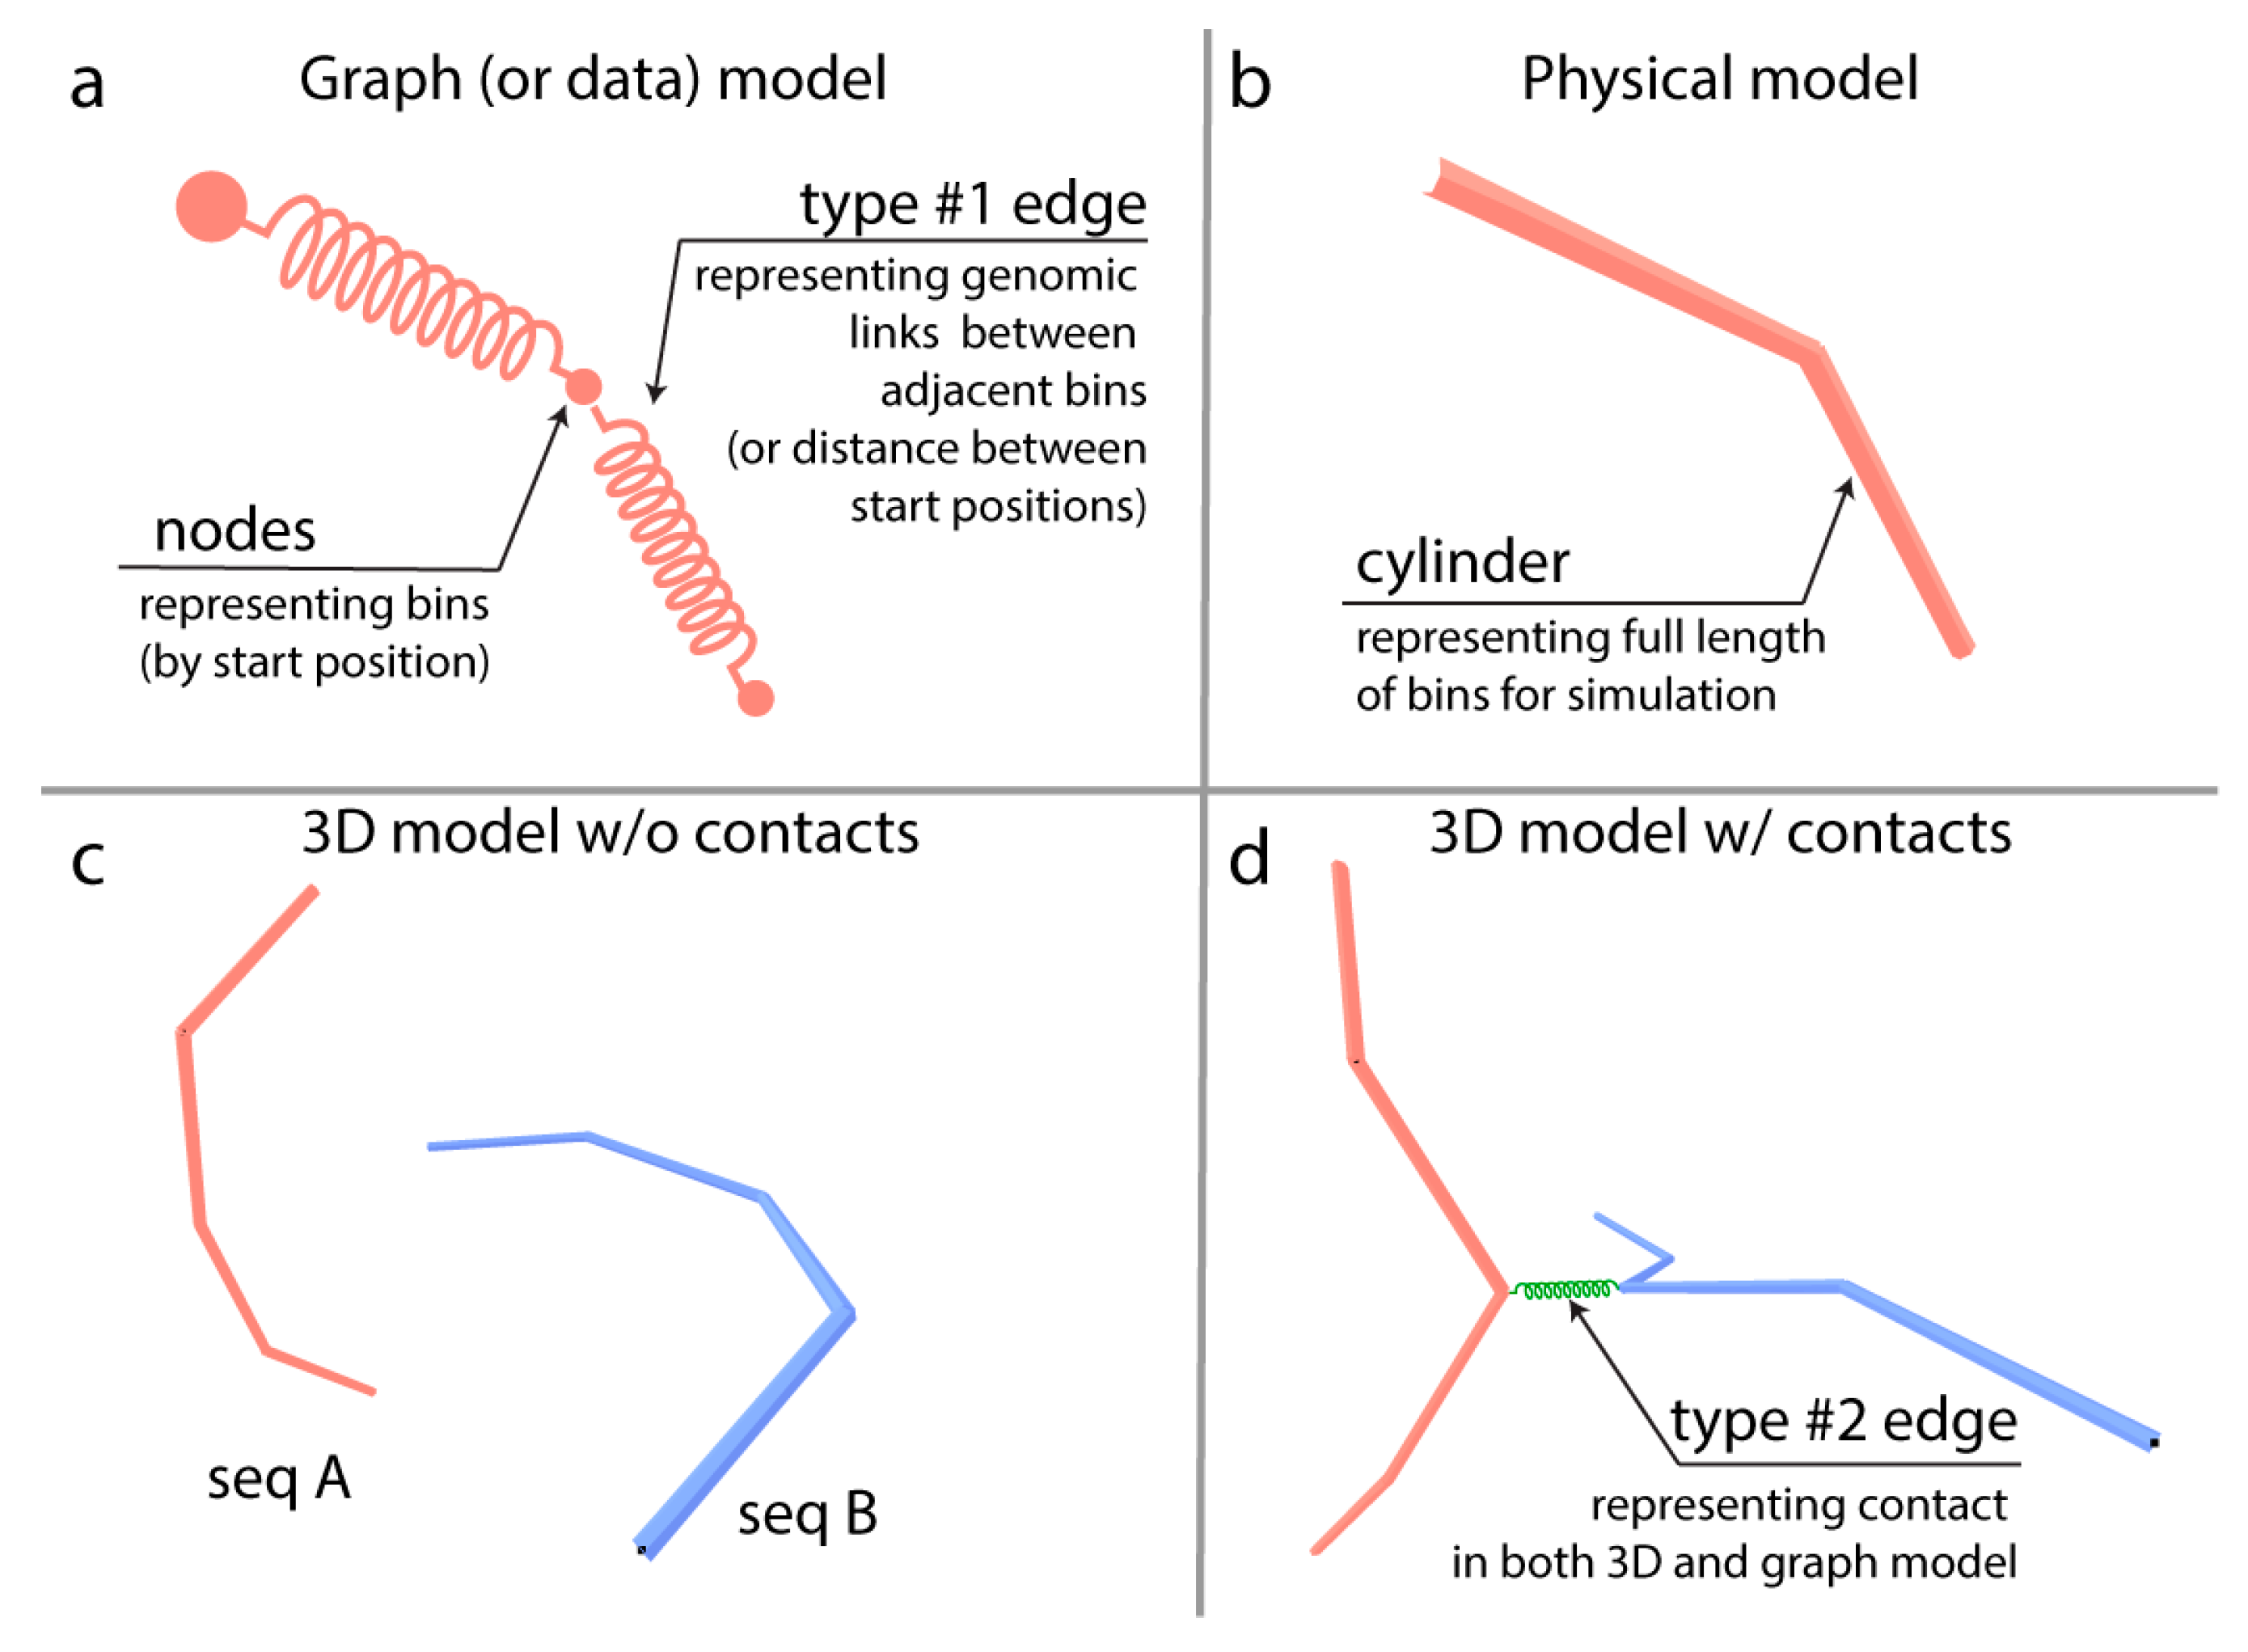 a
Graph (or data) model
type #1 edge
representing genomic
links between
adjacent bins
(or distance between
start positions)
nodes
representing bins
(by start position)
b
Physical model
cylinder
representing full length
of bins for simulation
c
3D model w/o contacts
seq A
seq B
d
3D model w/ contacts
type #2 edge
representing contact
in both 3D and graph model